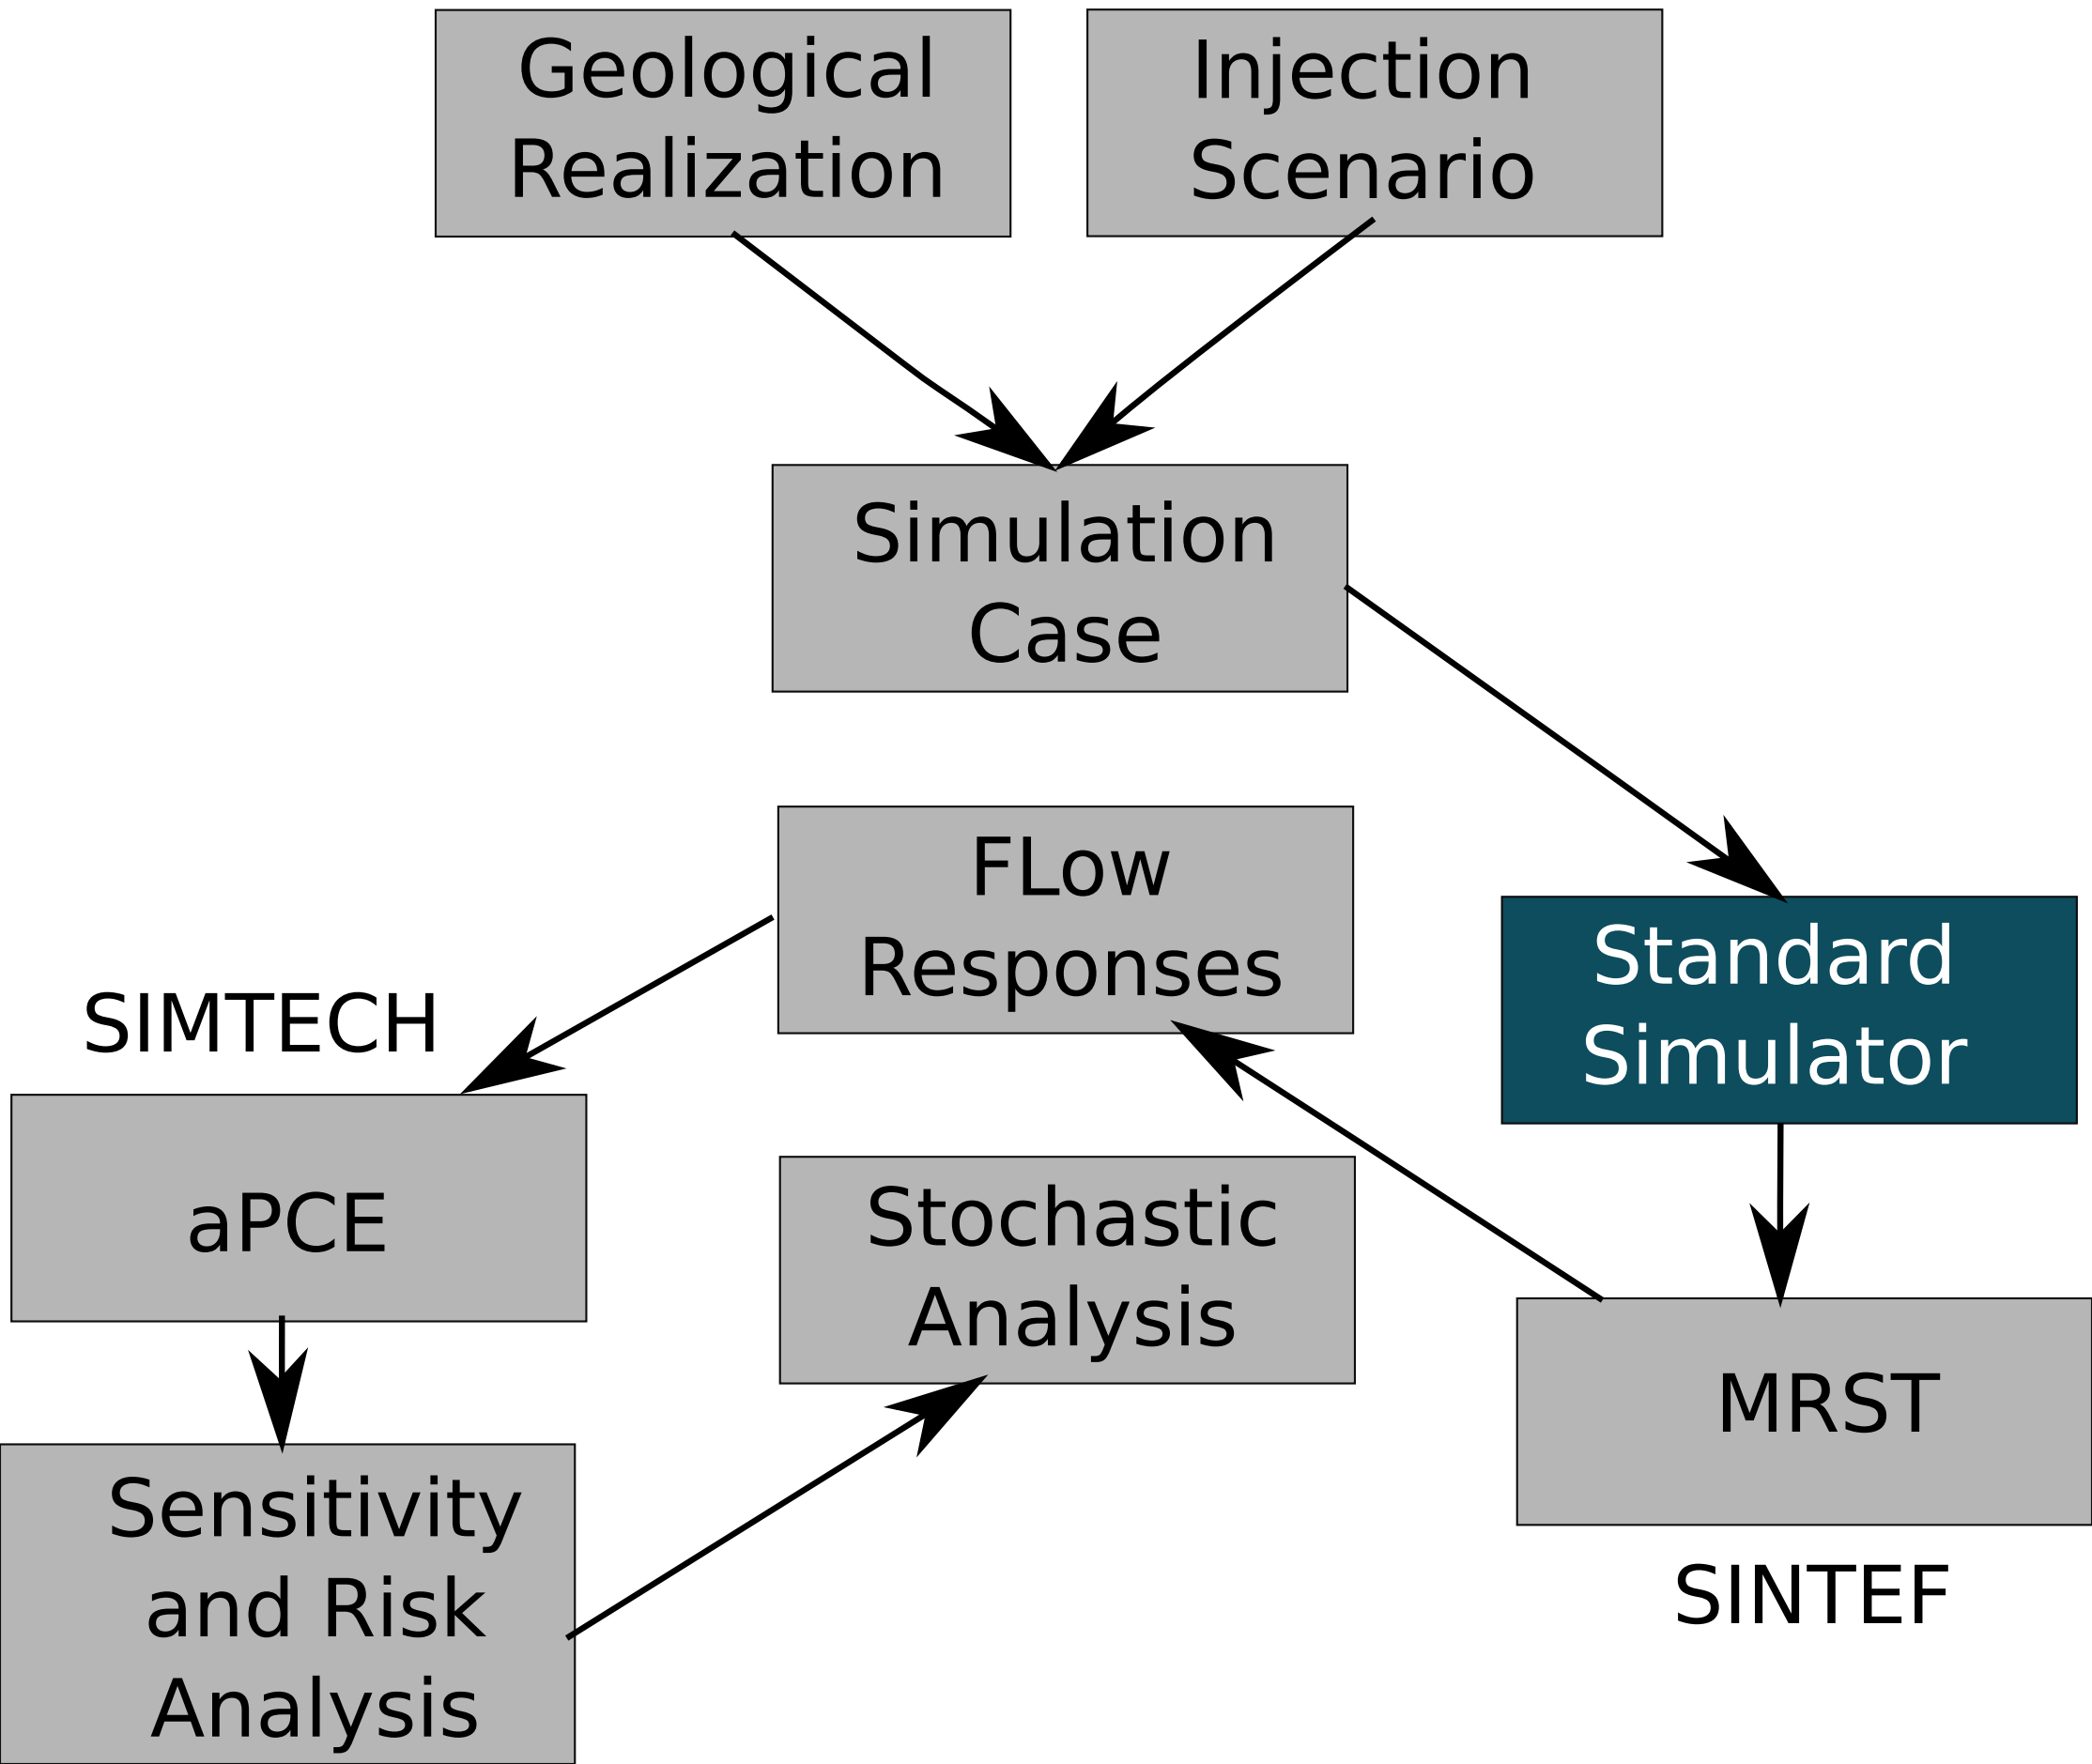 Geological
Realization
Injection
Scenario
Simulation
Case
FLow
Responses
Standard
Simulator
SIMTECH
aPCE
Stochastic
Analysis
MRST
SINTEF
Sensitivity
and Risk
Analysis